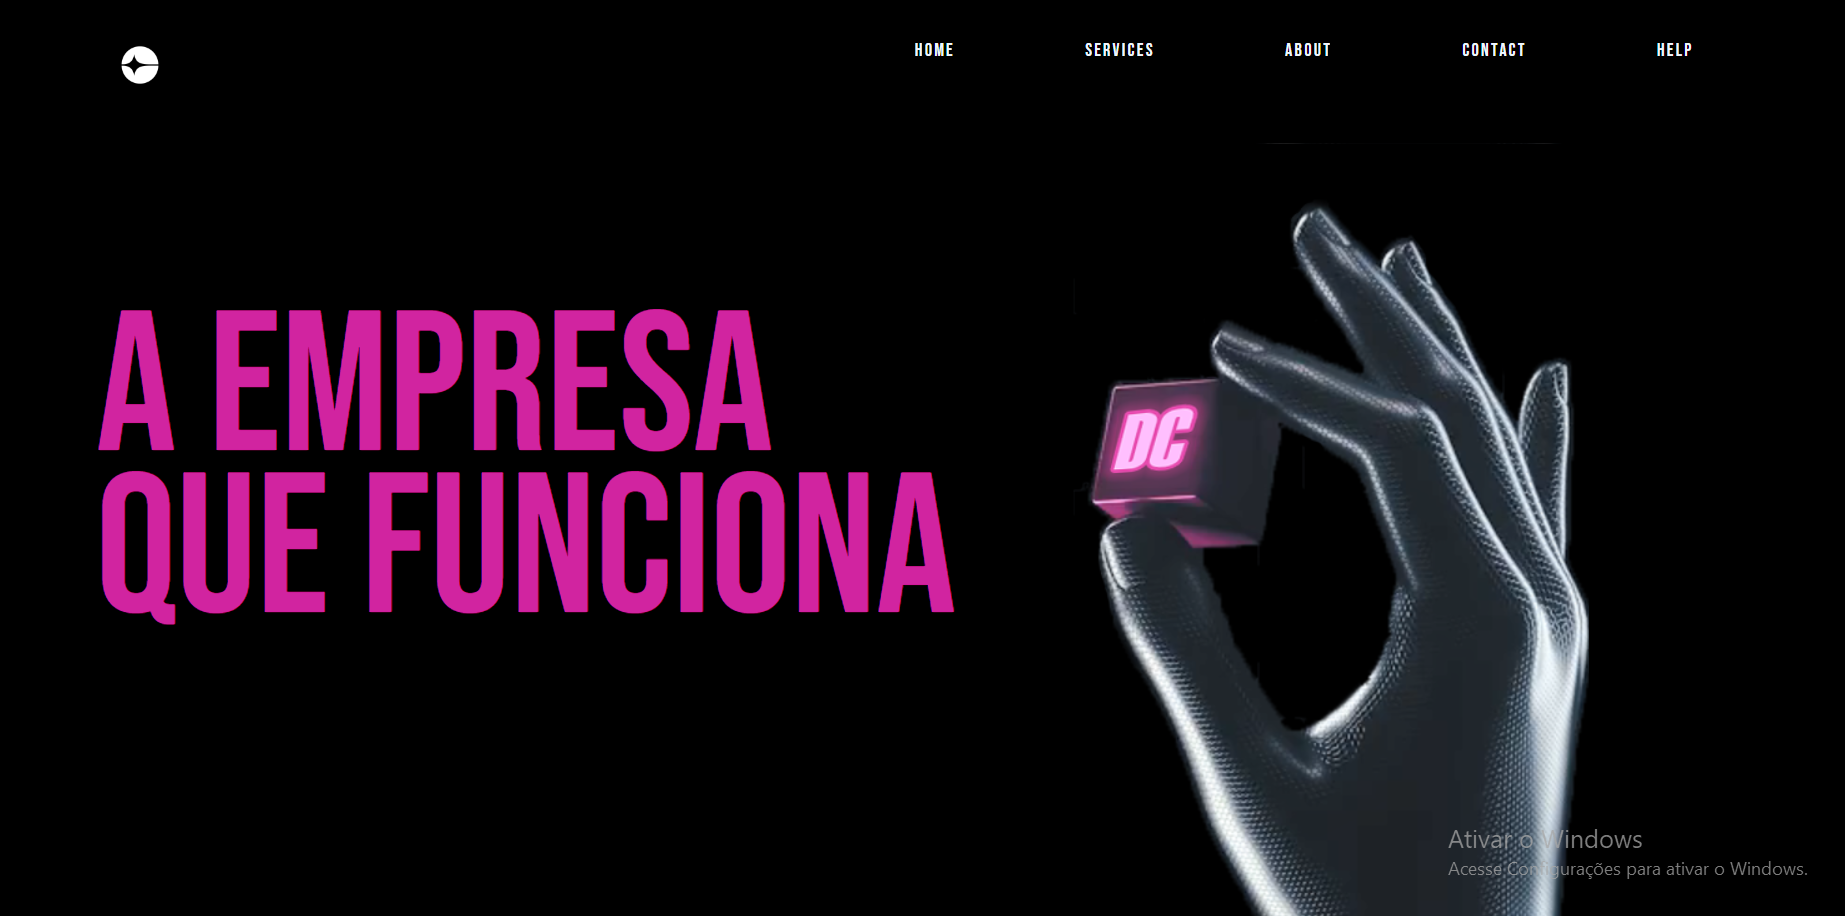 HOME SERVICES ABOUT CONTACT HELP
A EMPRESA
QUE FUNCIONA
DC
Ativar o Windows
Acesse Configurações para ativar o Windows.